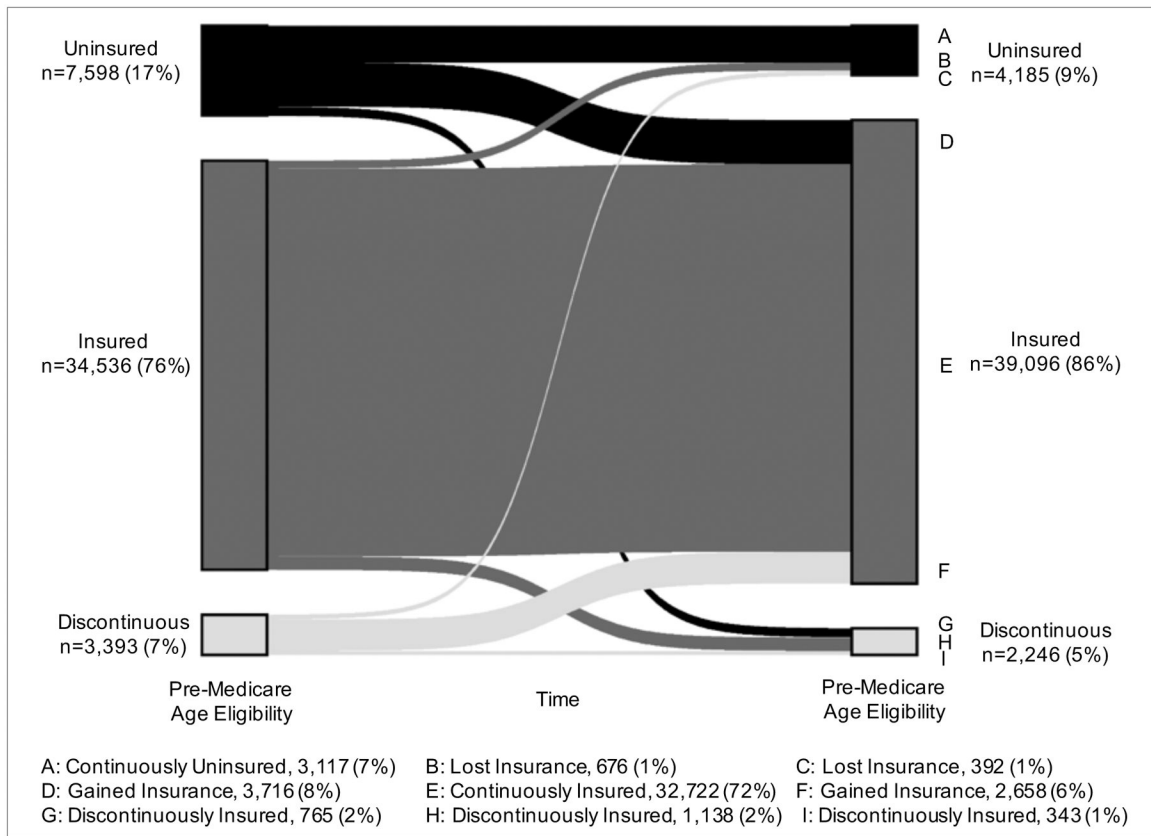 Uninsured
n=7,598 (17%)
A
B
C
Uninsured
n=4,185 (9%)
D
Insured
n=34,536 (76%)
E
Insured
n=39,096 (86%)
F
Discontinuous
n=3,393 (7%)
G
H
I
Discontinuous
n=2,246 (5%)
Pre-Medicare
Age Eligibility
Time
Pre-Medicare
Age Eligibility
A: Continuously Uninsured, 3,117 (7%) B: Lost Insurance, 676 (1%) C: Lost Insurance, 392 (1%)
D: Gained Insurance, 3,716 (8%) E: Continuously Insured, 32,722 (72%) F: Gained Insurance, 2,658 (6%)
G: Discontinuously Insured, 765 (2%) H: Discontinuously Insured, 1,138 (2%) I: Discontinuously Insured, 343 (1%)